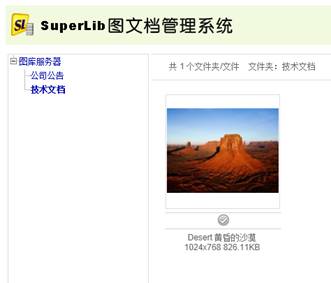 SL SuperLib图文档管理系统
图库服务器
公司公告
技术文档
共 1 个文件夹/文件 文件夹：技术文档
Desert 黄昏的沙漠
1024x768 826.11KB